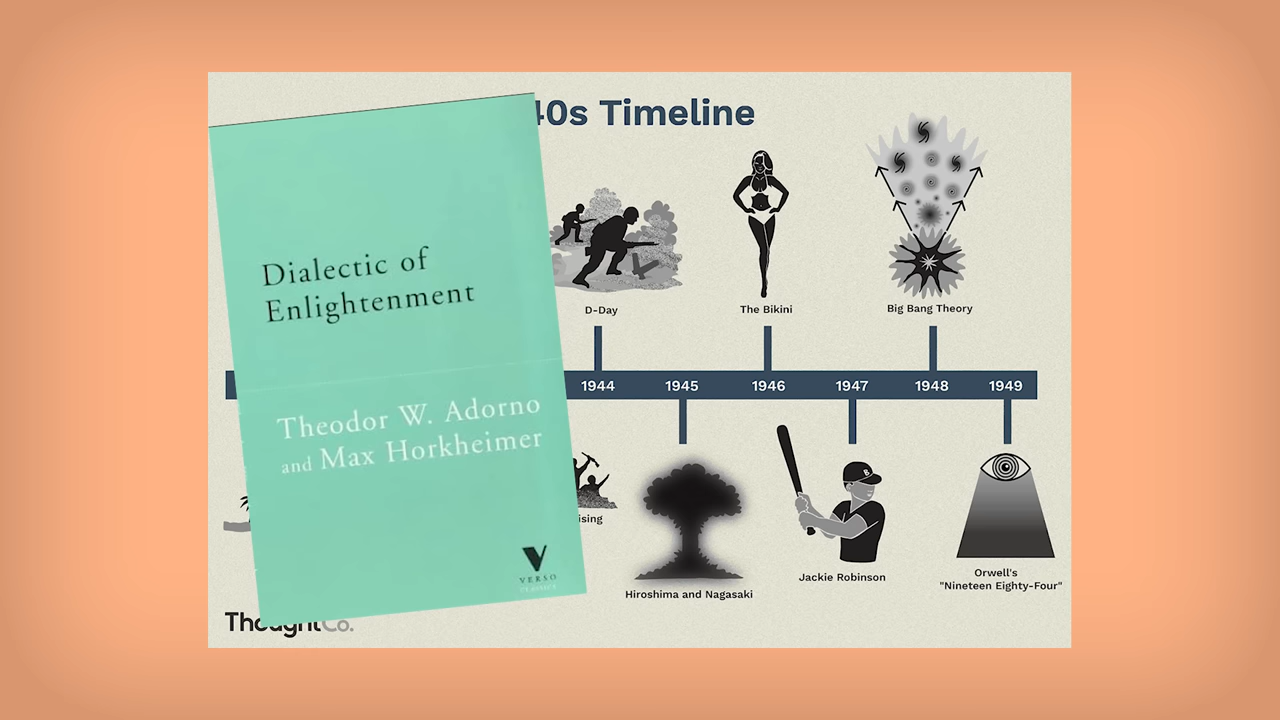 40s Timeline
Dialectic of
Enlightenment
Theodor W. Adorno
and Max Horkheimer
VERSO
D-Day
The Bikini
Big Bang Theory
1944
1945
1946
1947
1948
1949
ising
Hiroshima and Nagasaki
Jackie Robinson
Orwell's
"Nineteen Eighty-Four"
ThoughtCo.